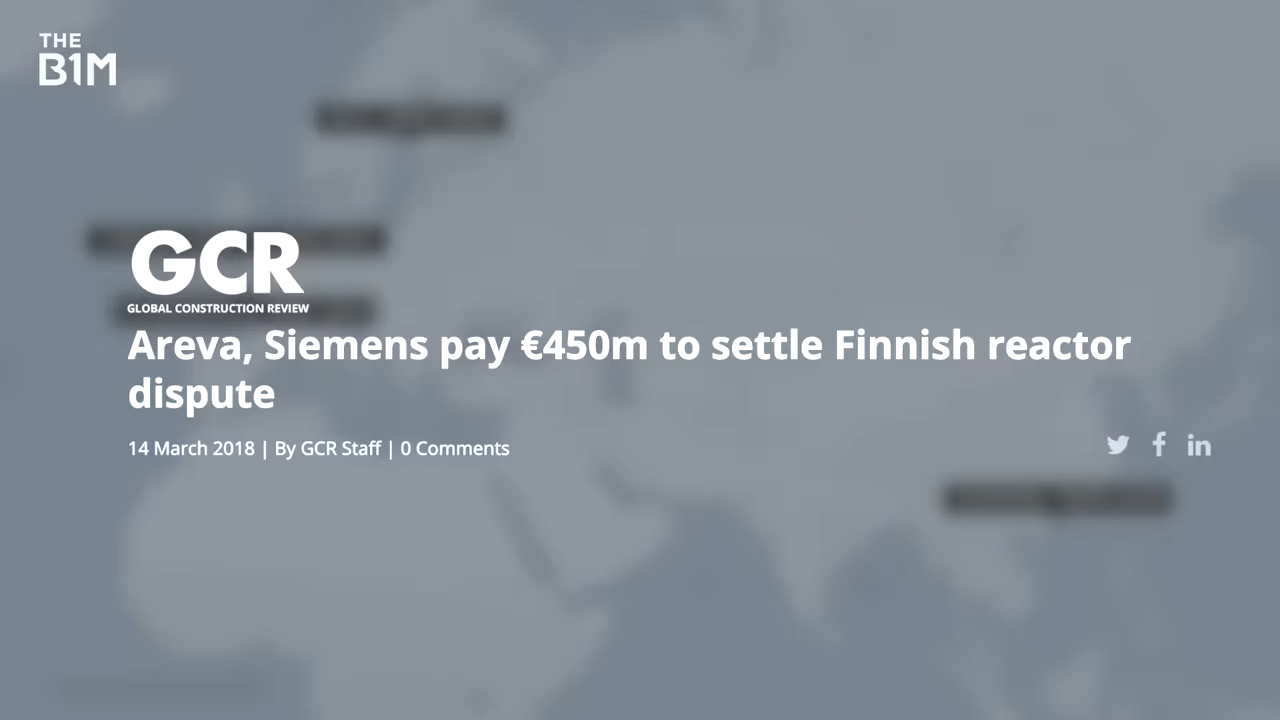 THE
B1M
GCR
GLOBAL CONSTRUCTION REVIEW
Areva, Siemens pay €450m to settle Finnish reactor
dispute
14 March 2018 | By GCR Staff | 0 Comments